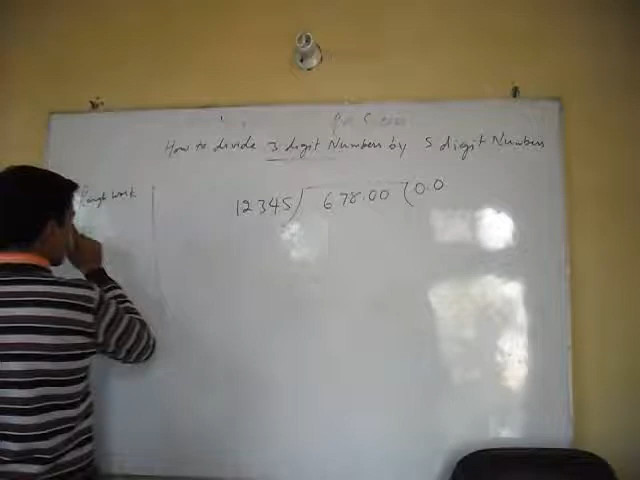 How to divide 3 digit Numbers by 5 digit Numbers
Rough work
12345) 678.00 (0.0